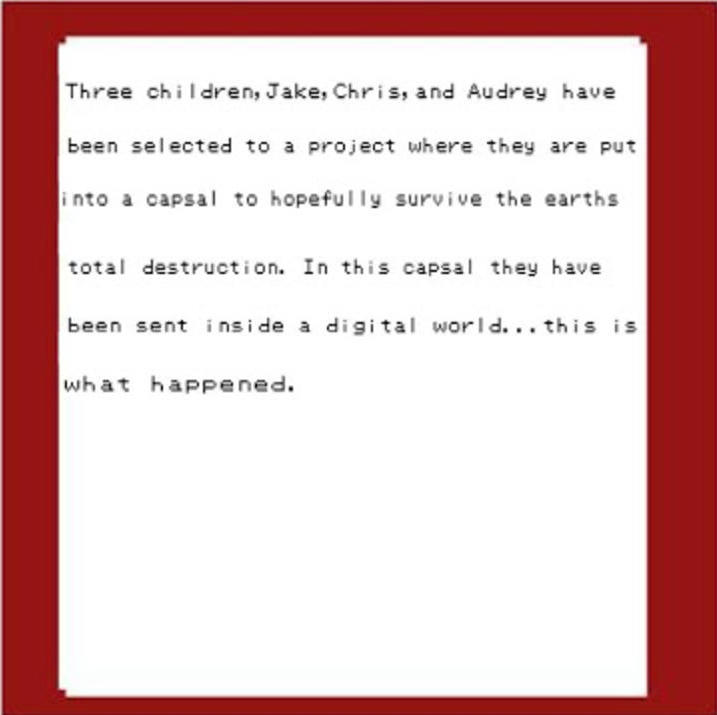 Three children,Jake,Chris,and Audrey have
been selected to a project where they are put
into a capsal to hopefully survive the earths
total destruction. In this capsal they have
been sent inside a digital world...this is
what happened.